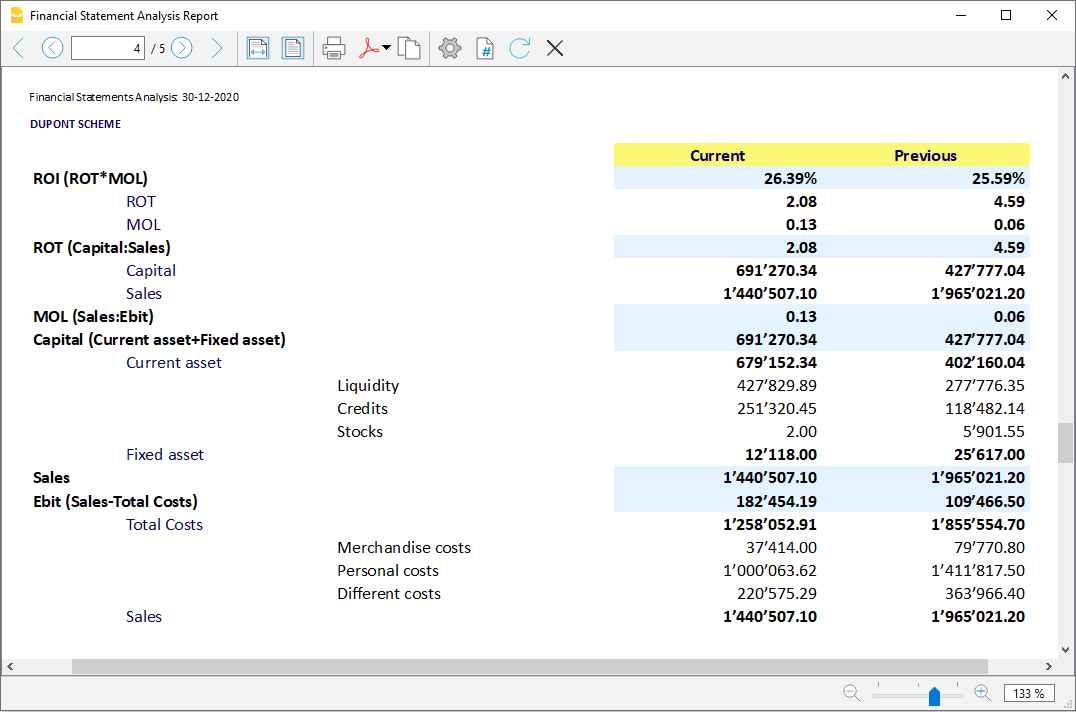 Financial Statement Analysis Report
4 / 5
Financial Statements Analysis: 30-12-2020
DUPONT SCHEME
Current Previous
ROI (ROT*MOL) 26.39% 25.59%
ROT 2.08 4.59
MOL 0.13 0.06
ROT (Capital:Sales) 2.08 4.59
Capital 691’270.34 427’777.04
Sales 1’440’507.10 1’965’021.20
MOL (Sales:Ebit) 0.13 0.06
Capital (Current asset+Fixed asset) 691’270.34 427’777.04
Current asset 679’152.34 402’160.04
Liquidity 427’829.89 277’776.35
Credits 251’320.45 118’482.14
Stocks 2.00 5’901.55
Fixed asset 12’118.00 25’617.00
Sales 1’440’507.10 1’965’021.20
Ebit (Sales-Total Costs) 182’454.19 109’466.50
Total Costs 1’258’052.91 1’855’554.70
Merchandise costs 37’414.00 79’770.80
Personal costs 1’000’063.62 1’411’817.50
Different costs 220’575.29 363’966.40
Sales 1’440’507.10 1’965’021.20
133 %